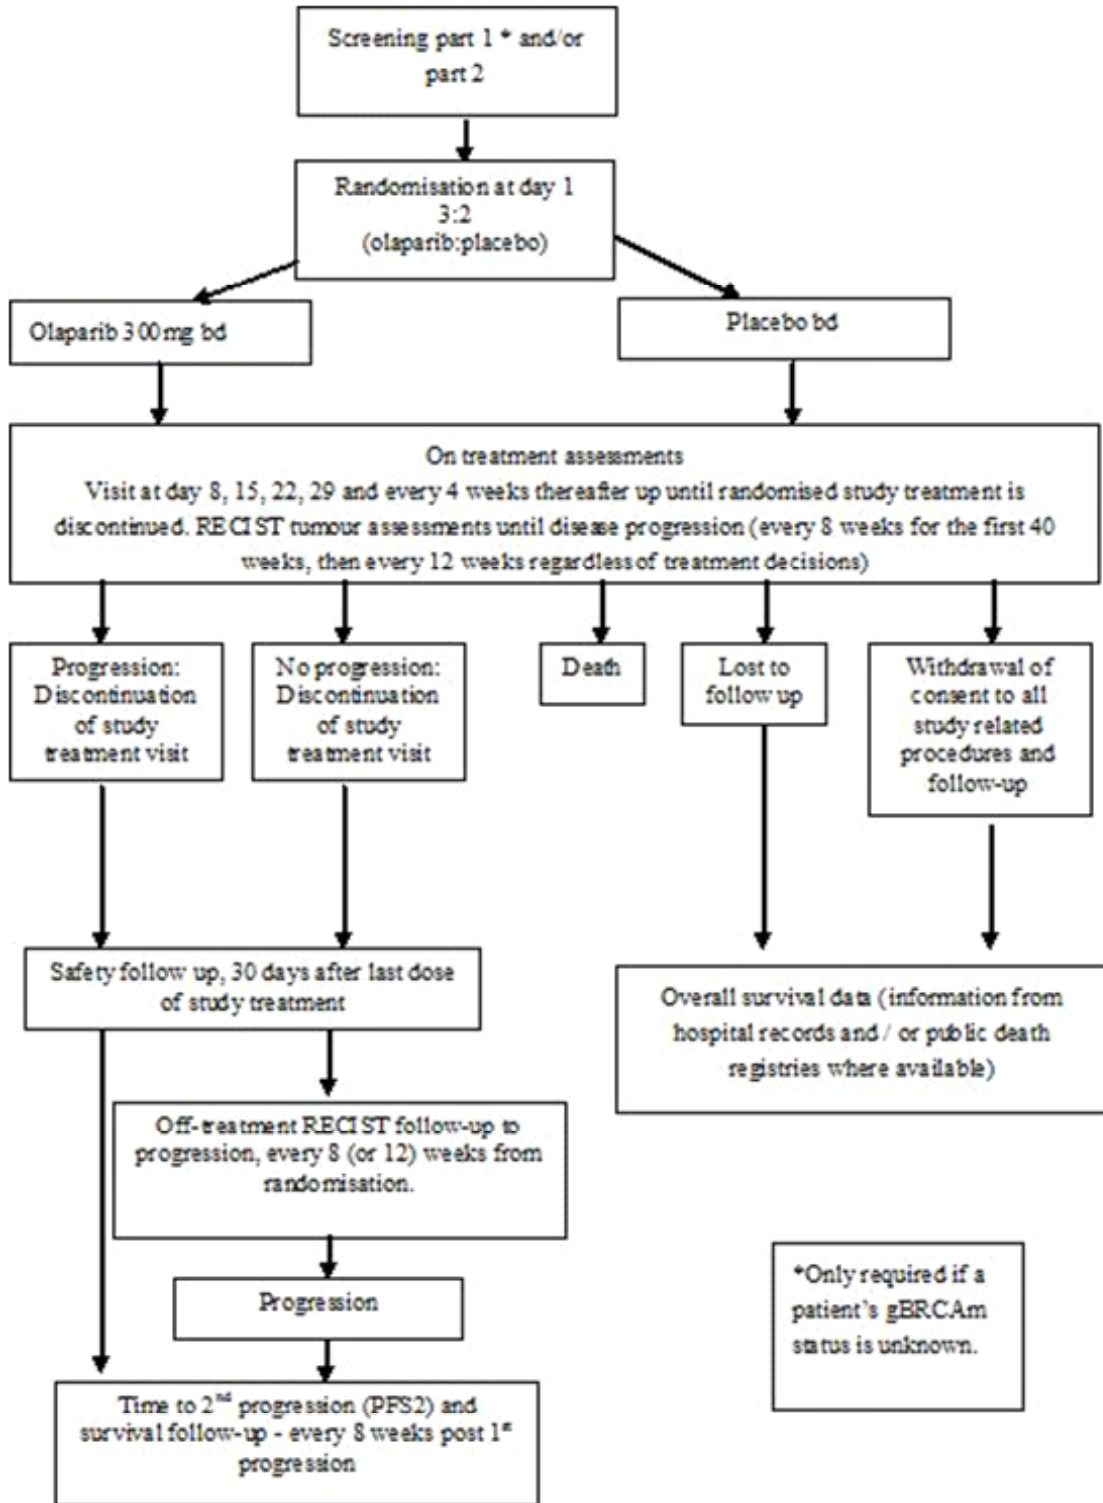 Screening part 1 * and/or
part 2
Randomisation at day 1
3:2
(olaparib:placebo)
Olaparib 300mg bd
Placebo bd
On treatment assessments
Visit at day 8, 15, 22, 29 and every 4 weeks thereafter up until randomised study treatment is
discontinued. RECIST tumour assessments until disease progression (every 8 weeks for the first 40
weeks, then every 12 weeks regardless of treatment decisions)
Progression:
Discontinuation
of study
treatment visit
No progression:
Discontinuation
of study
treatment visit
Death
Lost to
follow up
Withdrawal of
consent to all
study related
procedures and
follow-up
Safety follow up, 30 days after last dose
of study treatment
Overall survival data (information from
hospital records and / or public death
registries where available)
Off-treatment RECIST follow-up to
progression, every 8 (or 12) weeks from
randomisation.
Progression
*Only required if a
patient's gBRCAm
status is unknown.
Time to 2nd progression (PFS2) and
survival follow-up - every 8 weeks post 1st
progression